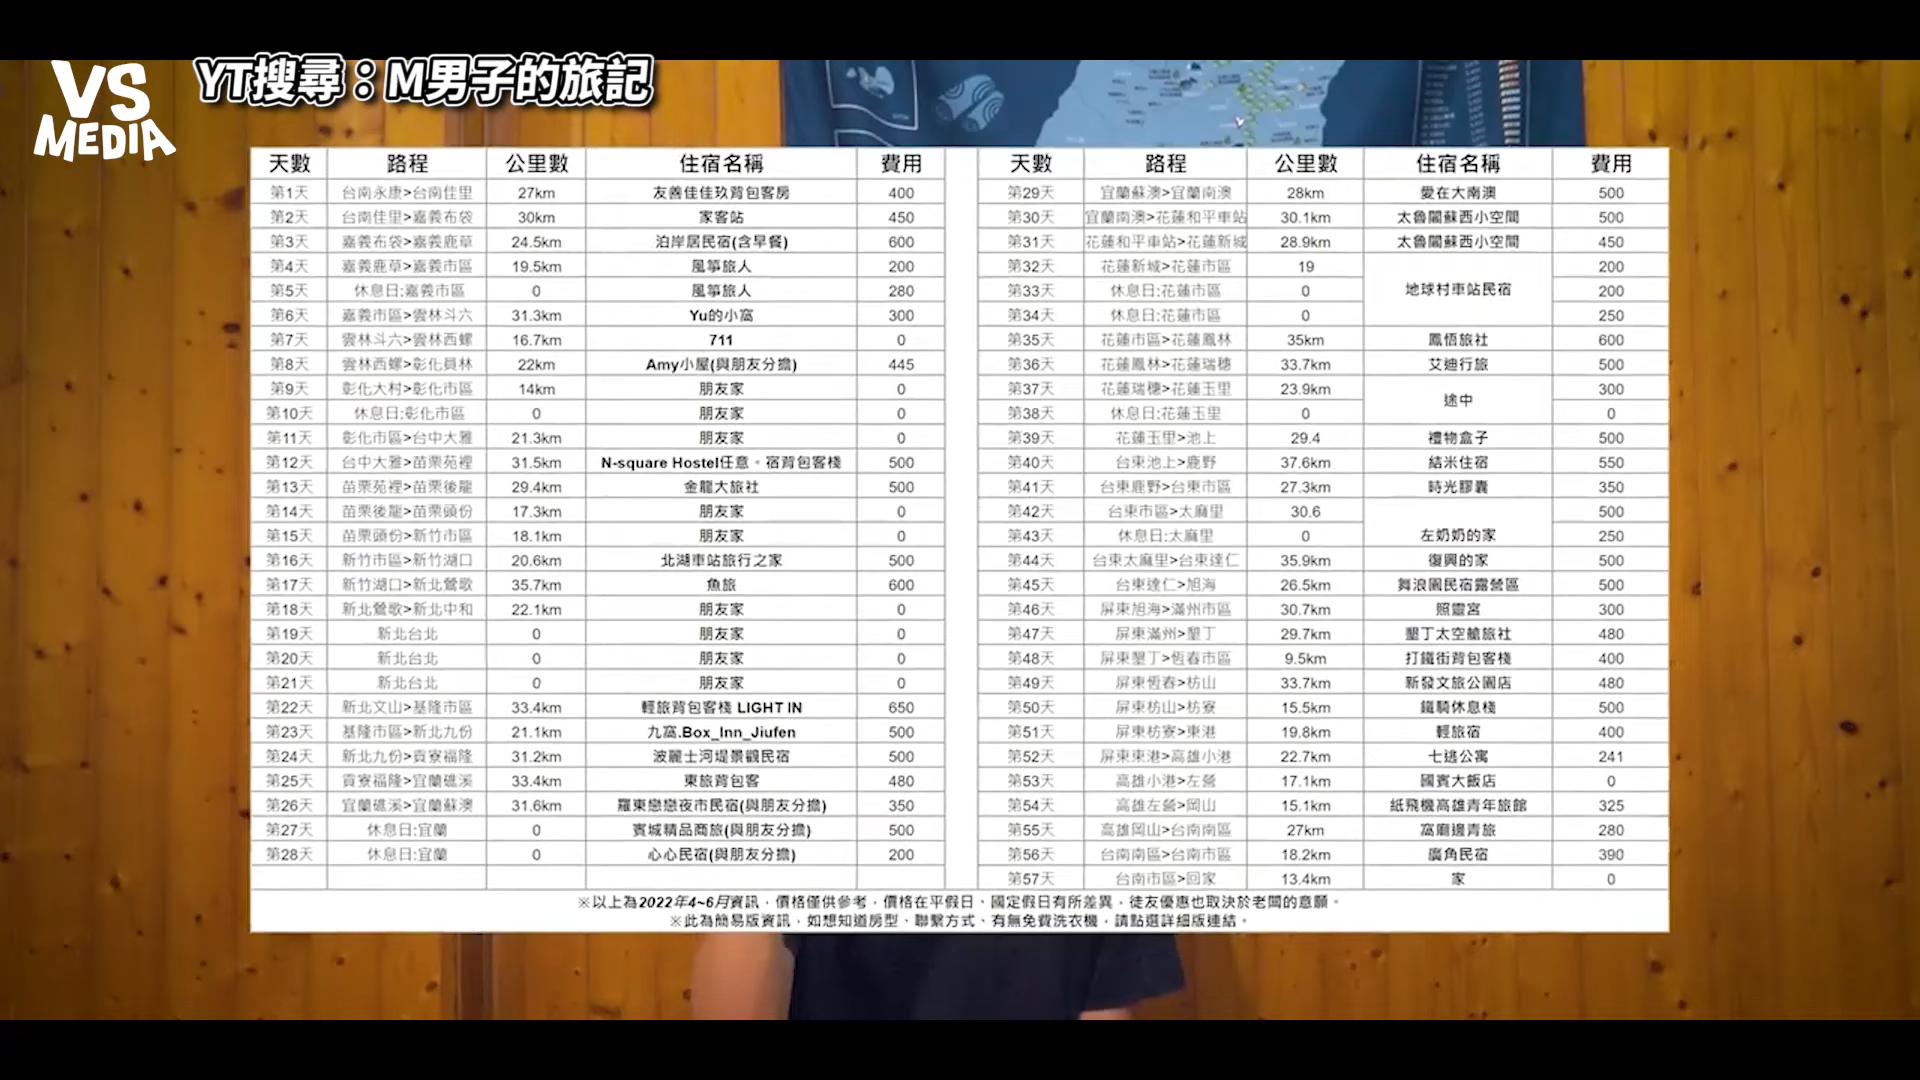 VS
MEDIA
YT搜尋：M男子的旅記
天數 路程 公里數 住宿名稱 費用
第1天 台南永康>台南佳里 27km 友善佳佳玖背包客房 400
第2天 台南佳里>嘉義布袋 30km 家客站 450
第3天 嘉義布袋>嘉義鹿草 24.5km 泊岸居民宿(含早餐) 600
第4天 嘉義鹿草>嘉義市區 19.5km 風箏旅人 200
第5天 休息日:嘉義市區 0 風箏旅人 280
第6天 嘉義市區>雲林斗六 31.3km Yu的小窩 300
第7天 雲林斗六>雲林西螺 16.7km 711 0
第8天 雲林西螺>彰化員林 22km Amy小屋(與朋友分擔) 445
第9天 彰化大村>彰化市區 14km 朋友家 0
第10天 休息日:彰化市區 0 朋友家 0
第11天 彰化市區>台中大雅 21.3km 朋友家 0
第12天 台中大雅>苗栗苑裡 31.5km N-square Hostel任意。宿背包客棧 500
第13天 苗栗苑裡>苗栗後龍 29.4km 金龍大旅社 500
第14天 苗栗後龍>苗栗頭份 17.3km 朋友家 0
第15天 苗栗頭份>新竹市區 18.1km 朋友家 0
第16天 新竹市區>新竹湖口 20.6km 北湖車站旅行之家 500
第17天 新竹湖口>新北鶯歌 35.7km 魚旅 600
第18天 新北鶯歌>新北中和 22.1km 朋友家 0
第19天 新北台北 0 朋友家 0
第20天 新北台北 0 朋友家 0
第21天 新北台北 0 朋友家 0
第22天 新北文山>基隆市區 33.4km 輕旅背包客棧 LIGHT IN 650
第23天 基隆市區>新北九份 21.1km 九窩.Box_Inn_Jiufen 500
第24天 新北九份>貢寮福隆 31.2km 波麗士河堤景觀民宿 500
第25天 貢寮福隆>宜蘭礁溪 33.4km 東旅背包客 480
第26天 宜蘭礁溪>宜蘭蘇澳 31.6km 羅東戀戀夜市民宿(與朋友分擔) 350
第27天 休息日:宜蘭 0 賓城精品商旅(與朋友分擔) 500
第28天 休息日:宜蘭 0 心心民宿(與朋友分擔) 200
天數 路程 公里數 住宿名稱 費用
第29天 宜蘭蘇澳>宜蘭南澳 28km 愛在大南澳 500
第30天 宜蘭南澳>花蓮和平車站 30.1km 太魯閣蘇西小空間 500
第31天 花蓮和平車站>花蓮新城 28.9km 太魯閣蘇西小空間 450
第32天 花蓮新城>花蓮市區 19 200
第33天 休息日:花蓮市區 0 地球村車站民宿 200
第34天 休息日:花蓮市區 0 250
第35天 花蓮市區>花蓮鳳林 35km 鳳悟旅社 600
第36天 花蓮鳳林>花蓮瑞穗 33.7km 艾迪行旅 500
第37天 花蓮瑞穗>花蓮玉里 23.9km 途中 300
第38天 休息日:花蓮玉里 0 0
第39天 花蓮玉里>池上 29.4 禮物盒子 500
第40天 台東池上>鹿野 37.6km 結米住宿 550
第41天 台東鹿野>台東市區 27.3km 時光膠囊 350
第42天 台東市區>太麻里 30.6 500
第43天 休息日:太麻里 0 左奶奶的家 250
第44天 台東太麻里>台東達仁 35.9km 復興的家 500
第45天 台東達仁>旭海 26.5km 舞浪園民宿露營區 500
第46天 屏東旭海>滿州市區 30.7km 照靈宮 300
第47天 屏東滿州>墾丁 29.7km 墾丁太空艙旅社 480
第48天 屏東墾丁>恆春市區 9.5km 打鐵街背包客棧 400
第49天 屏東恆春>枋山 33.7km 新發文旅公園店 480
第50天 屏東枋山>枋寮 15.5km 鐵騎休息棧 500
第51天 屏東枋寮>東港 19.8km 輕旅宿 400
第52天 屏東東港>高雄小港 22.7km 七逃公寓 241
第53天 高雄小港>左營 17.1km 國賓大飯店 0
第54天 高雄左營>岡山 15.1km 紙飛機高雄青年旅館 325
第55天 高雄岡山>台南南區 27km 窩廟邊青旅 280
第56天 台南南區>台南市區 18.2km 廣角民宿 390
第57天 台南市區>回家 13.4km 家 0
※以上為2022年4~6月資訊，價格僅供參考，價格在平假日、國定假日有所差異，徒友優惠也取決於老闆的意願。
※此為簡易版資訊，如想知道房型、聯繫方式、有無免費洗衣機，請點選詳細版連結。